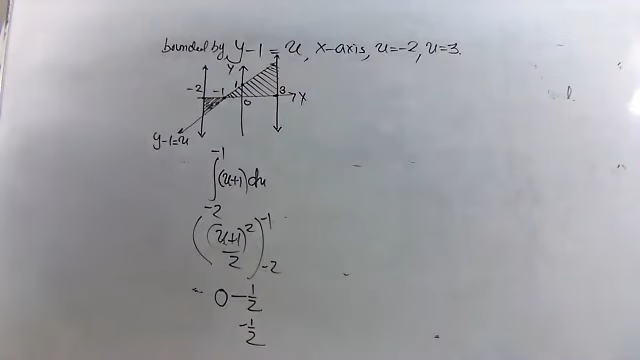 bounded by y-1=x, x-axis, x=-2, x=3.
Y
-2 -1 1 0 3 X
y-1=x
∫_{-2}^{-1} (x+1)dx
((x+1)^2/2)_{-2}^{-1}
0-1/2
-1/2